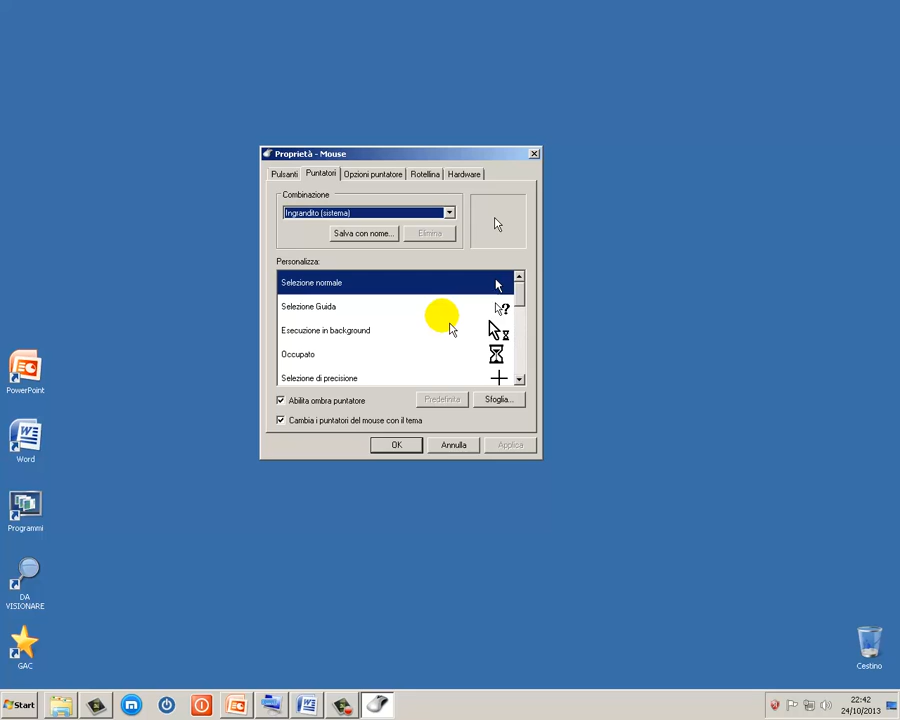 Proprietà - Mouse
Pulsanti
Puntatori
Opzioni puntatore
Rotellina
Hardware
Combinazione
Ingrandito (sistema)
Salva con nome...
Elimina
Personalizza:
Selezione normale
Selezione Guida
Esecuzione in background
Occupato
Selezione di precisione
Abilita ombra puntatore
Predefinita
Sfoglia...
Cambia i puntatori del mouse con il tema
OK
Annulla
Applica
PowerPoint
Word
Programmi
DA
VISIONARE
GAC
Cestino
Start
22:42
24/10/2013